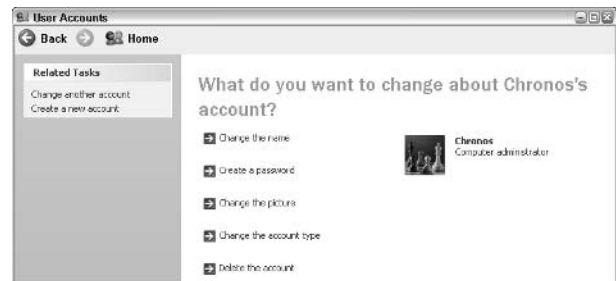 User Accounts
Back Home
Related Tasks
Change another account
Create a new account
What do you want to change about Chronos's
account?
Change the name
Create a password
Change the picture
Change the account type
Delete the account
Chronos
Computer administrator